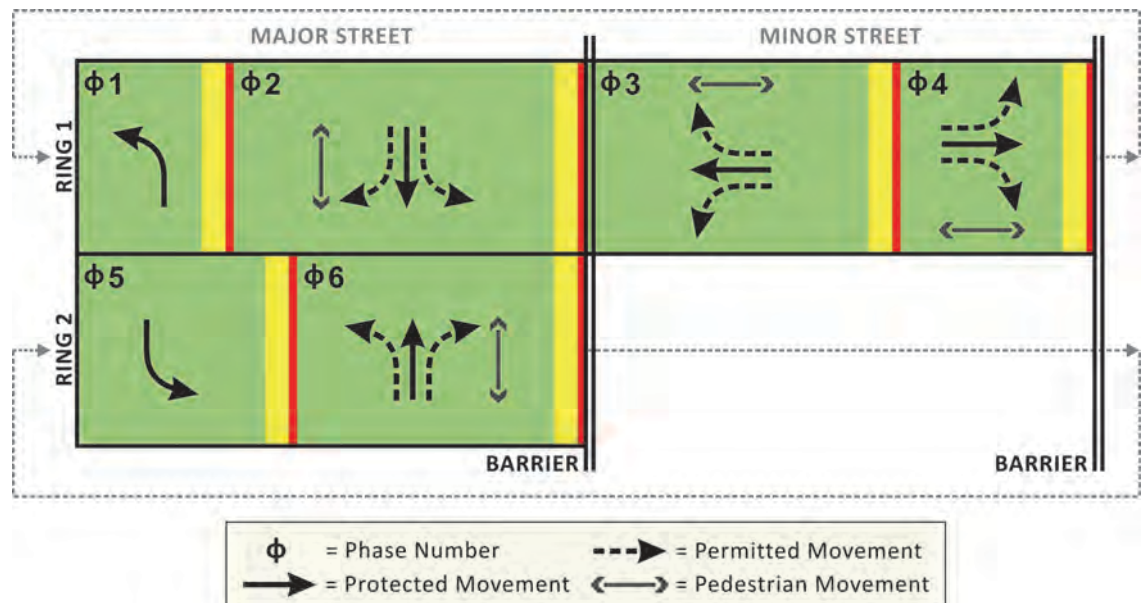 MAJOR STREET
MINOR STREET
RING 1
ϕ1
ϕ2
ϕ3
ϕ4
RING 2
ϕ5
ϕ6
BARRIER
BARRIER
ϕ = Phase Number
= Permitted Movement
= Protected Movement
= Pedestrian Movement